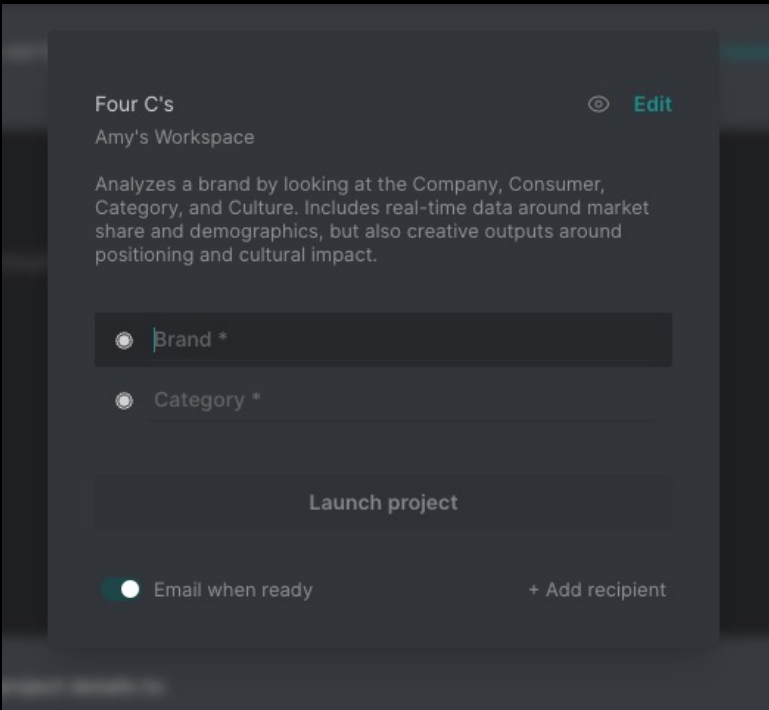 Four C's
Edit
Amy's Workspace
Analyzes a brand by looking at the Company, Consumer,
Category, and Culture. Includes real-time data around market
share and demographics, but also creative outputs around
positioning and cultural impact.
Brand *
Category *
Launch project
Email when ready
+ Add recipient